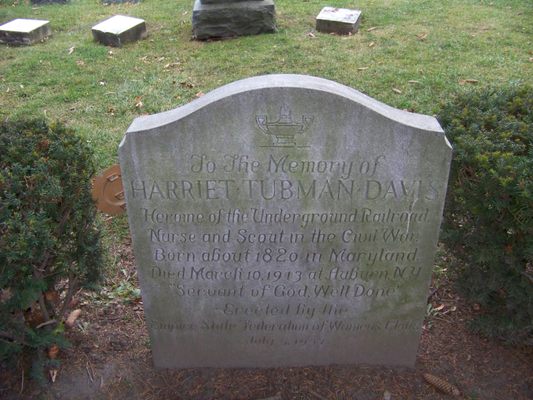 To The Memory of
HARRIET·TUBMAN·DAVIS
Heroine of the Underground Railroad
Nurse and Scout in the Civil War
Born about 1820 in Maryland
Died March 10, 1913 at Auburn, N.Y.
"Servant of God, Well Done"
Erected by the
Empire State Federation of Women's Clubs
July